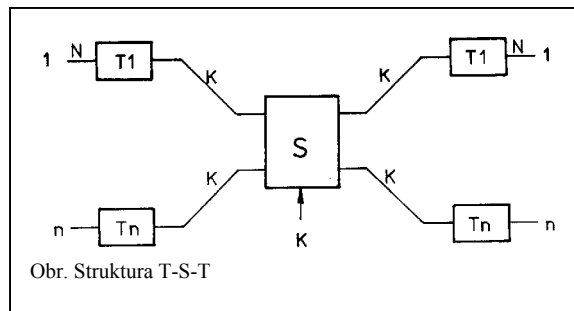 1 N T1 K K T1 N 1
S
n Tn K K Tn n
K
Obr. Struktura T-S-T